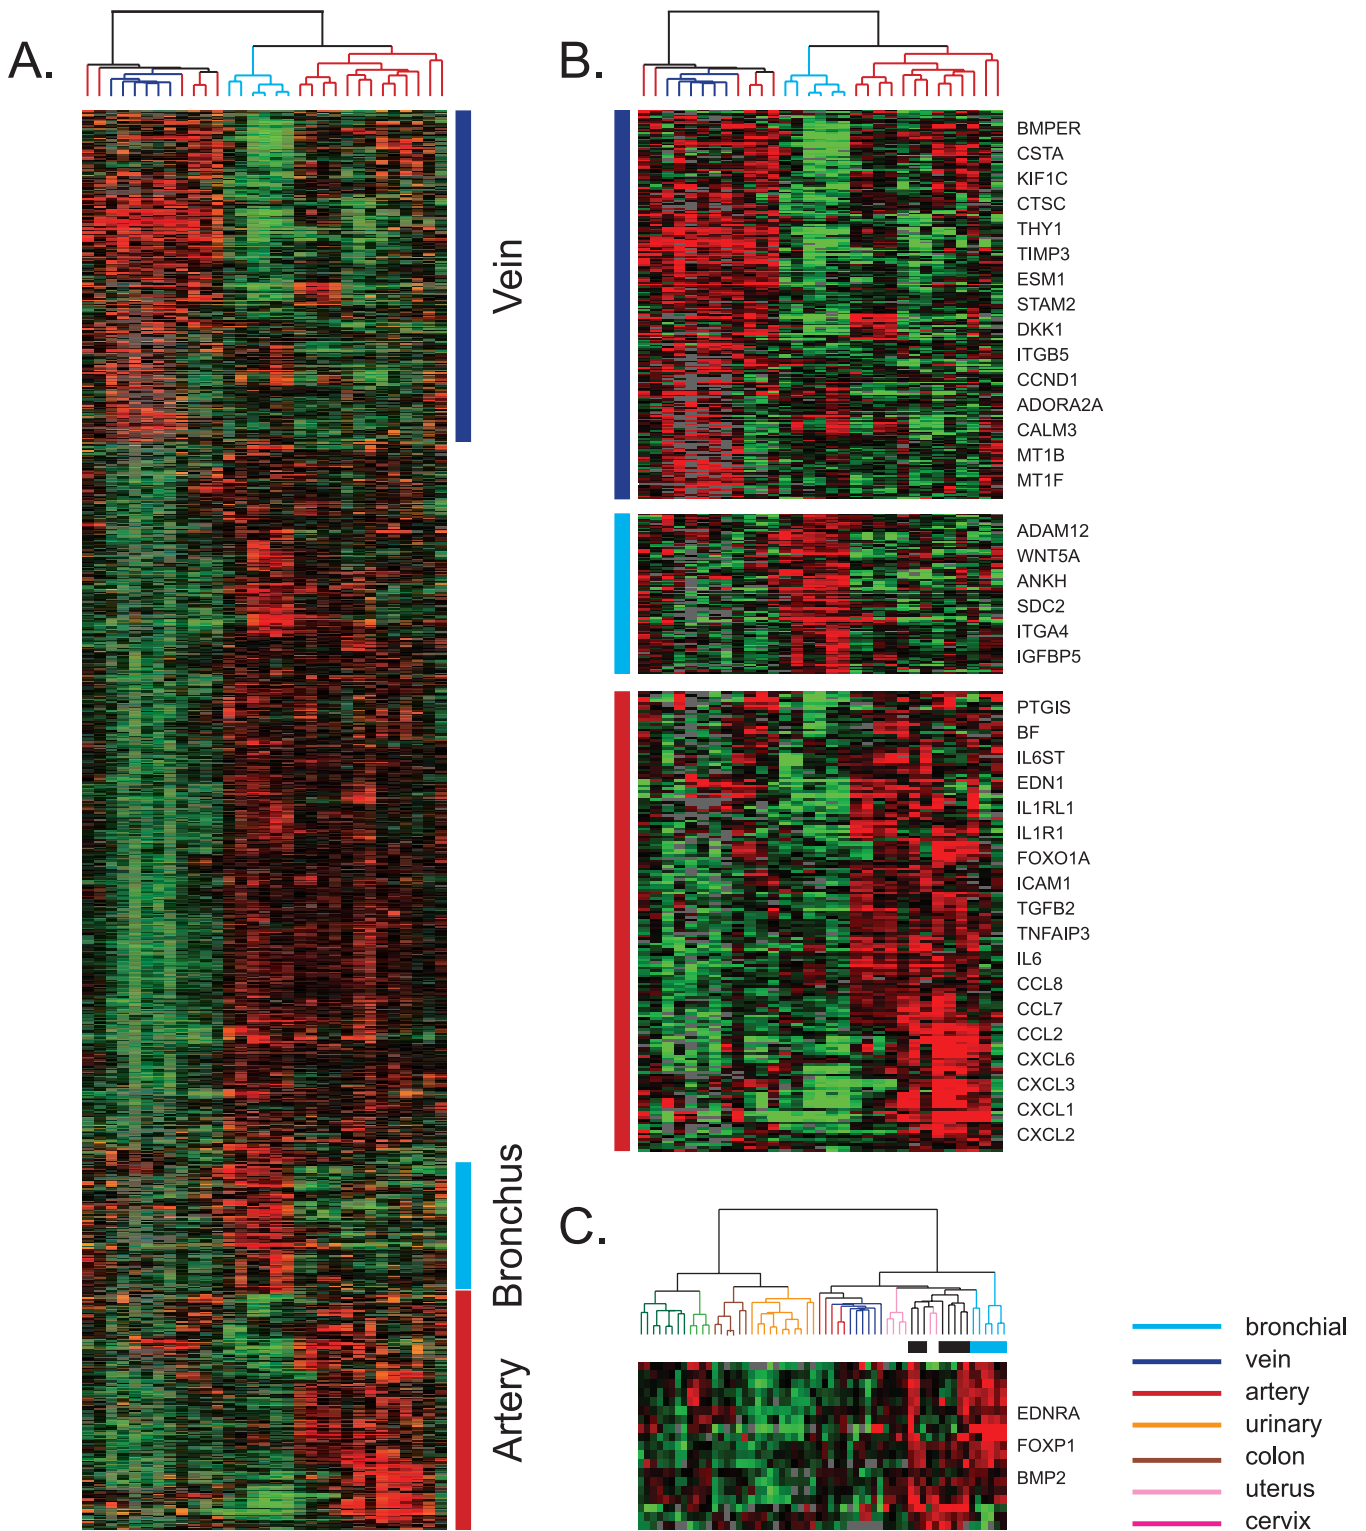 A.
B.
Vein
Bronchus
Artery
BMPER
CSTA
KIF1C
CTSC
THY1
TIMP3
ESM1
STAM2
DKK1
ITGB5
CCND1
ADORA2A
CALM3
MT1B
MT1F
ADAM12
WNT5A
ANKH
SDC2
ITGA4
IGFBP5
PTGIS
BF
IL6ST
EDN1
IL1RL1
IL1R1
FOXO1A
ICAM1
TGFB2
TNFAIP3
IL6
CCL8
CCL7
CCL2
CXCL6
CXCL3
CXCL1
CXCL2
C.
EDNRA
FOXP1
BMP2
bronchial
vein
artery
urinary
colon
uterus
cervix